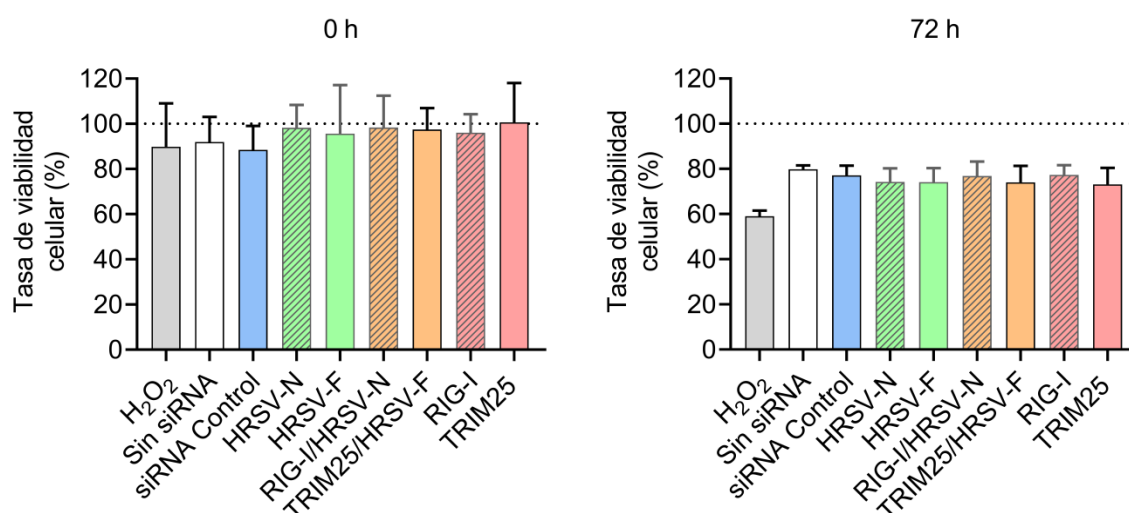 0 h
Tasa de viabilidad
celular (%)
120
100
80
60
40
20
0
H₂O₂
Sin siRNA
siRNA Control
HRSV-N
HRSV-F
RIG-I/HRSV-N
TRIM25/HRSV-F
RIG-I
TRIM25
72 h
Tasa de viabilidad
celular (%)
120
100
80
60
40
20
0
H₂O₂
Sin siRNA
siRNA Control
HRSV-N
HRSV-F
RIG-I/HRSV-N
TRIM25/HRSV-F
RIG-I
TRIM25